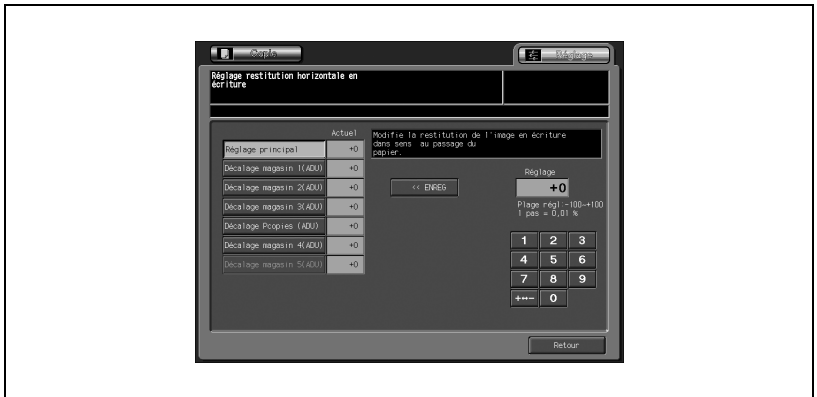 Copie
Réglage
Réglage restitution horizontale en
écriture
Actuel
Réglage principal +0
Décalage magasin 1(ADU) +0
Décalage magasin 2(ADU) +0
Décalage magasin 3(ADU) +0
Décalage Pcopies (ADU) +0
Décalage magasin 4(ADU) +0
Décalage magasin 5(ADU) +0
Modifie la restitution de l'image en écriture
dans sens au passage du
papier.
<< ENREG
Réglage
+0
Plage régl:-100~+100
1 pas = 0,01 %
1 2 3
4 5 6
7 8 9
+↔- 0
Retour